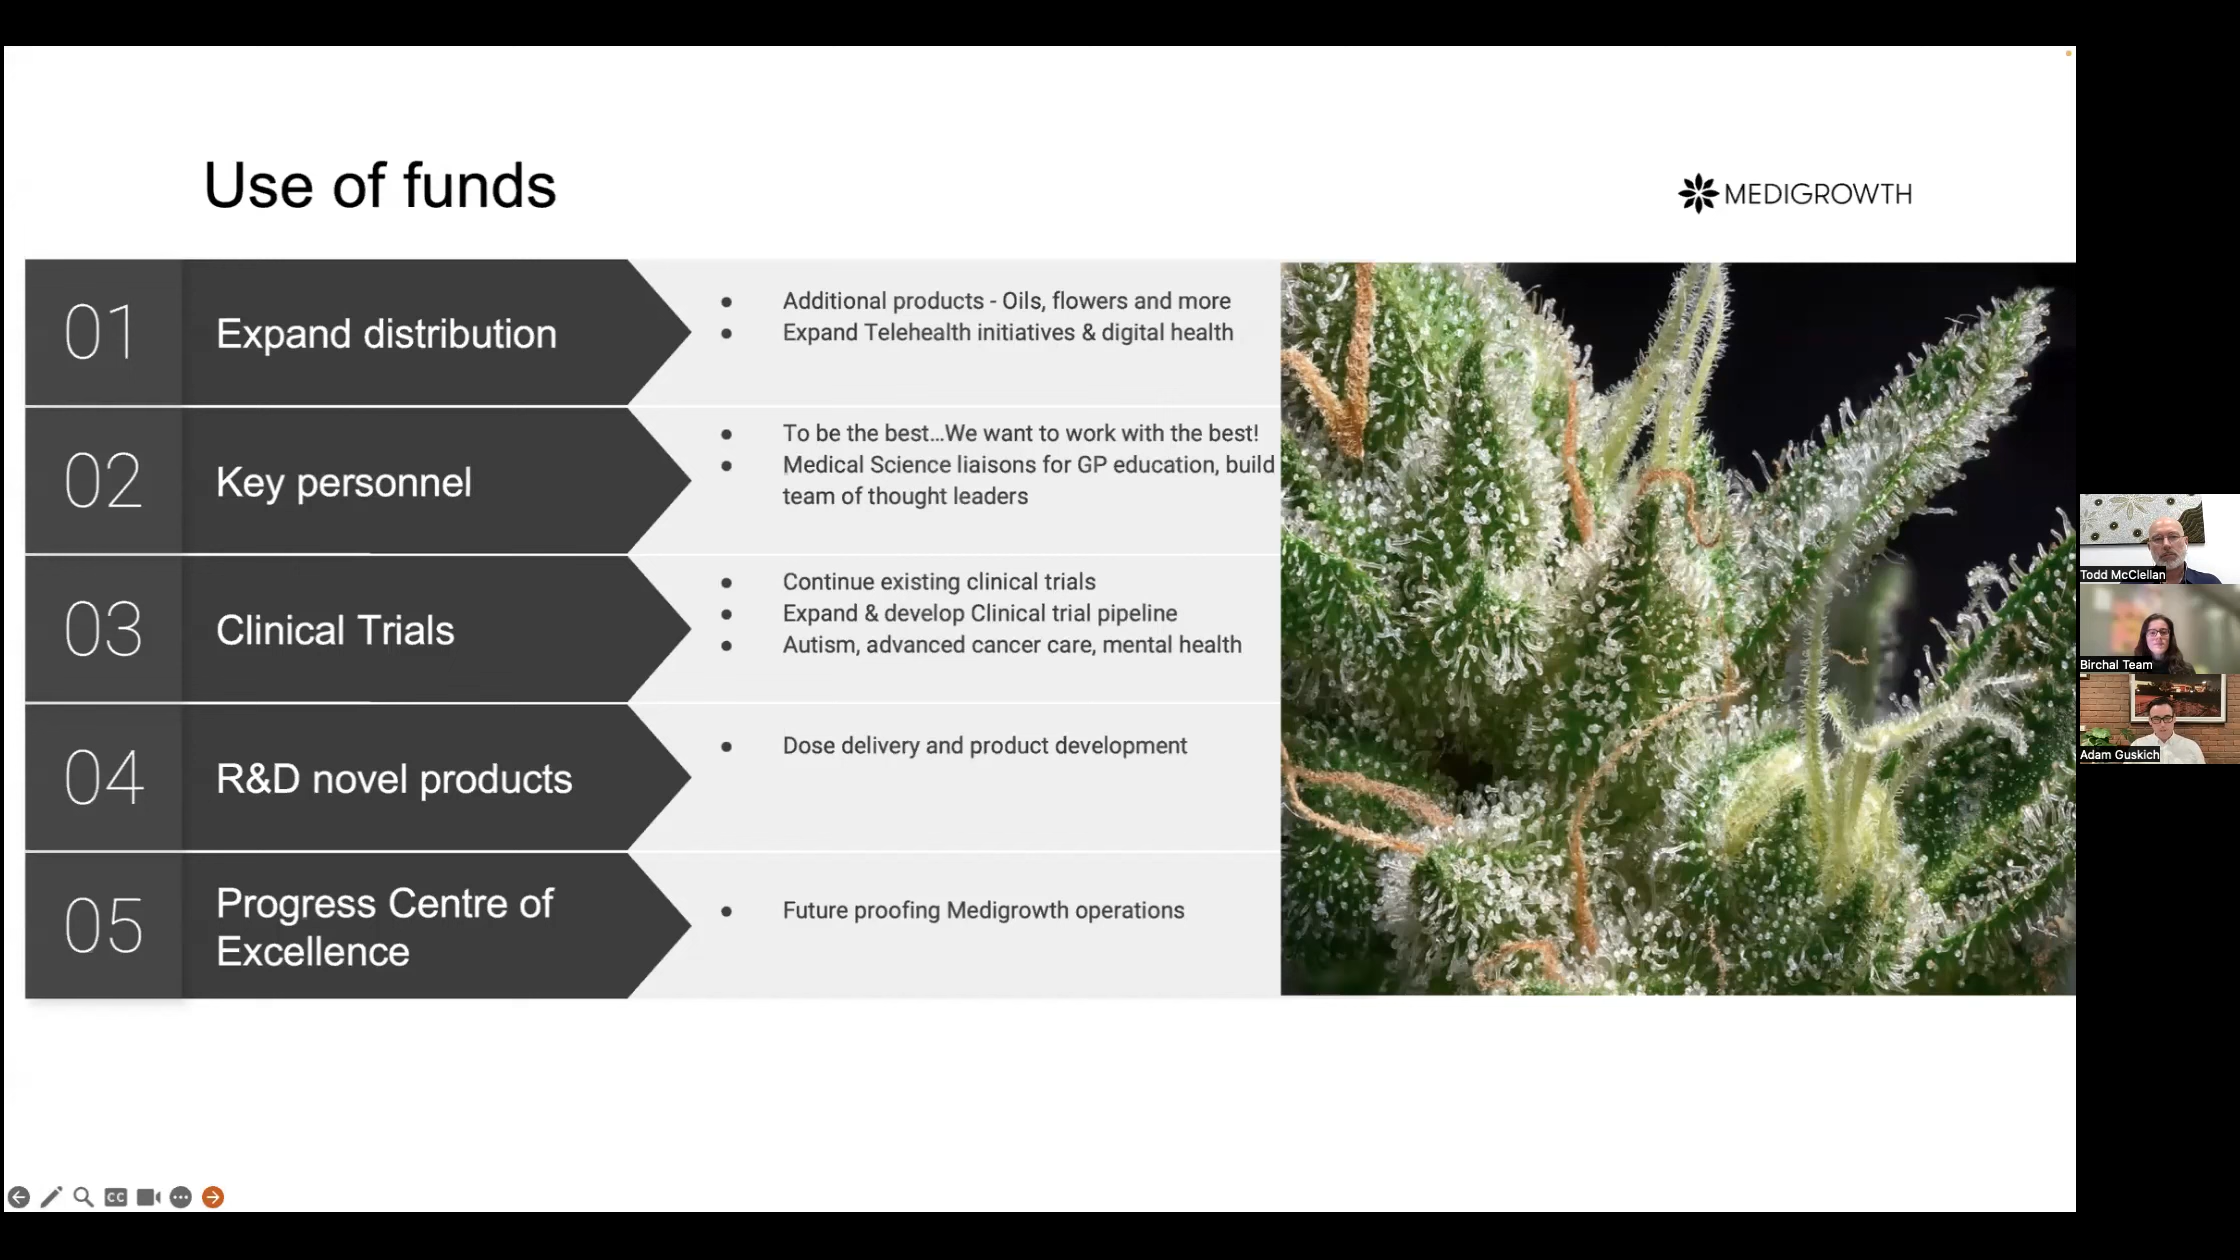 Use of funds
MEDIGROWTH
01
Expand distribution
Additional products - Oils, flowers and more
Expand Telehealth initiatives & digital health
02
Key personnel
To be the best...We want to work with the best!
Medical Science liaisons for GP education, build
team of thought leaders
03
Clinical Trials
Continue existing clinical trials
Expand & develop Clinical trial pipeline
Autism, advanced cancer care, mental health
04
R&D novel products
Dose delivery and product development
05
Progress Centre of
Excellence
Future proofing Medigrowth operations
Todd McClellan
Birchal Team
Adam Guskich
CC